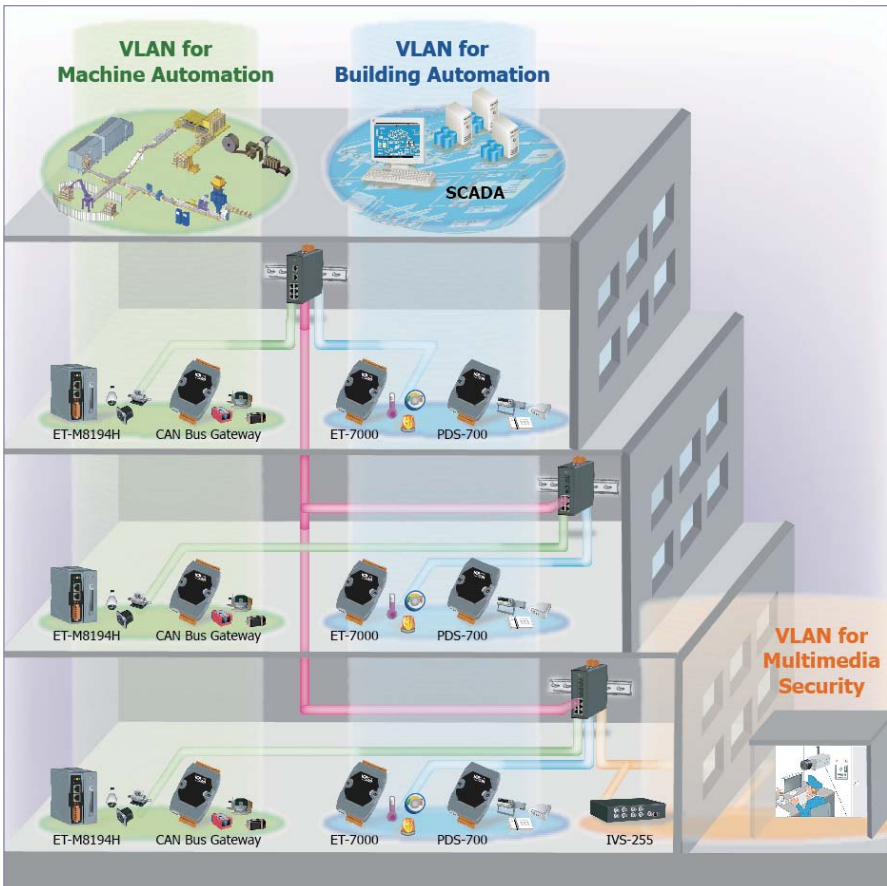 VLAN for
Machine Automation
VLAN for
Building Automation
SCADA
ET-M8194H
CAN Bus Gateway
ET-7000
PDS-700
ET-M8194H
CAN Bus Gateway
ET-7000
PDS-700
VLAN for
Multimedia
Security
ET-M8194H
CAN Bus Gateway
ET-7000
PDS-700
IVS-255